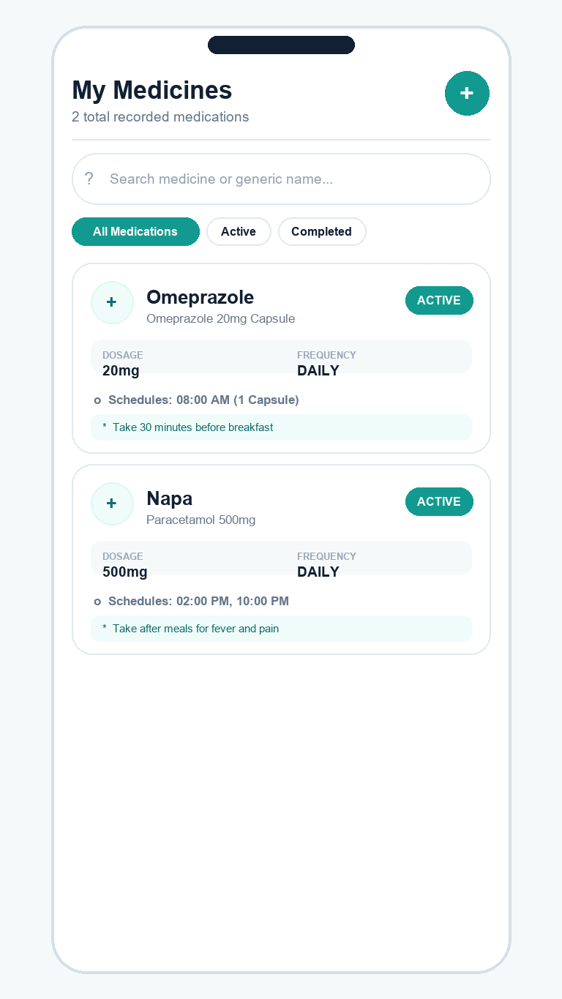 My Medicines
+
2 total recorded medications
? Search medicine or generic name...
All Medications Active Completed
+ Omeprazole ACTIVE
Omeprazole 20mg Capsule
DOSAGE FREQUENCY
20mg DAILY
o Schedules: 08:00 AM (1 Capsule)
* Take 30 minutes before breakfast
+ Napa ACTIVE
Paracetamol 500mg
DOSAGE FREQUENCY
500mg DAILY
o Schedules: 02:00 PM, 10:00 PM
* Take after meals for fever and pain